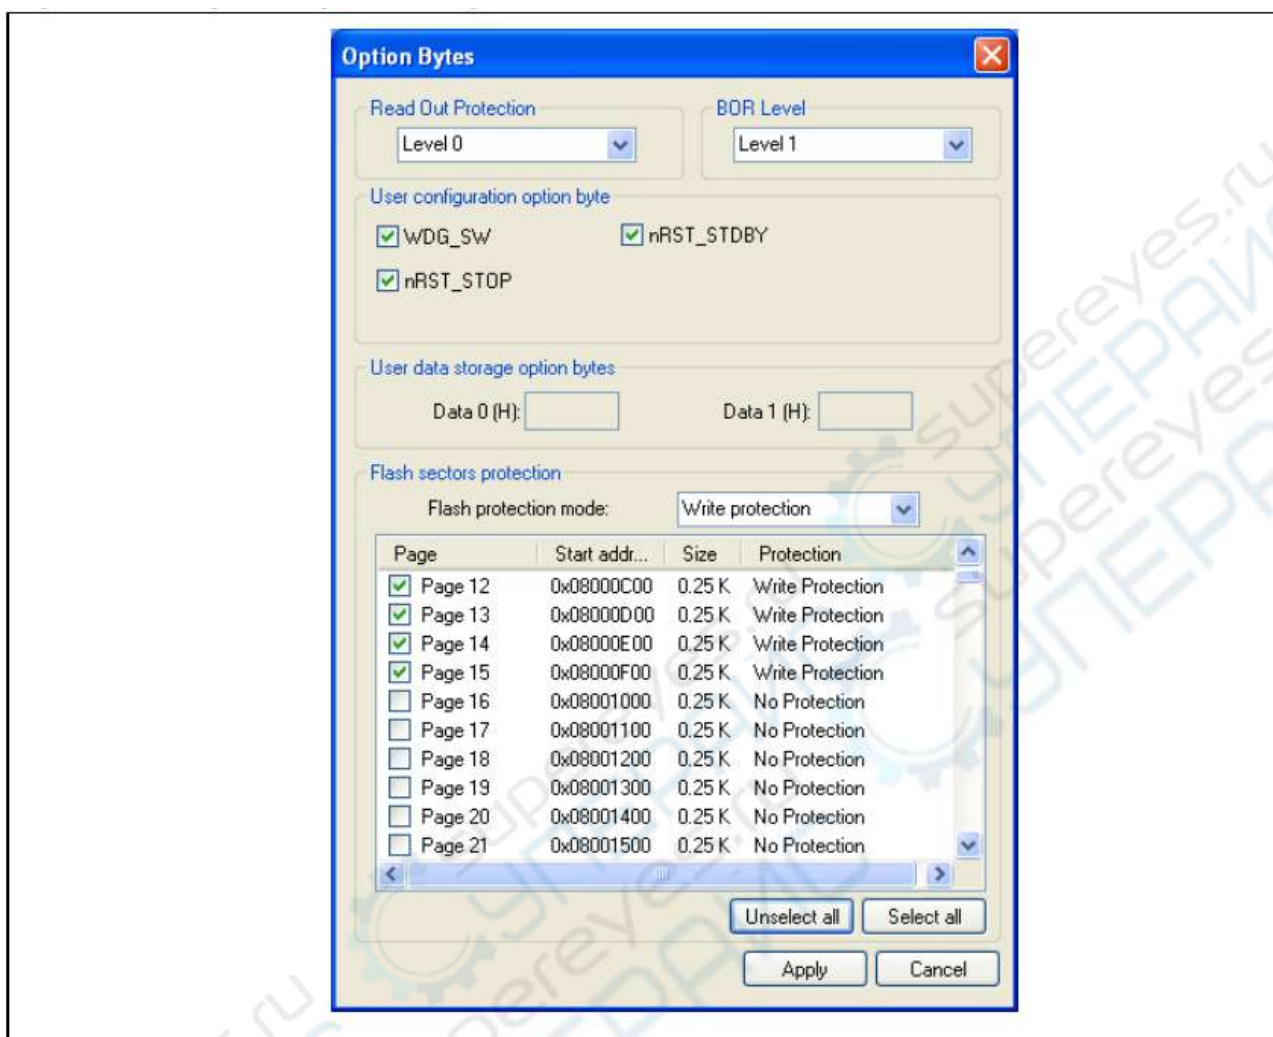 Option Bytes
Read Out Protection
BOR Level
Level 0
Level 1
User configuration option byte
WDG_SW
nRST_STDBY
nRST_STOP
User data storage option bytes
Data 0 (H):
Data 1 (H):
Flash sectors protection
Flash protection mode: Write protection
Page Start addr... Size Protection
Page 12 0x08000C00 0.25 K Write Protection
Page 13 0x08000D00 0.25 K Write Protection
Page 14 0x08000E00 0.25 K Write Protection
Page 15 0x08000F00 0.25 K Write Protection
Page 16 0x08001000 0.25 K No Protection
Page 17 0x08001100 0.25 K No Protection
Page 18 0x08001200 0.25 K No Protection
Page 19 0x08001300 0.25 K No Protection
Page 20 0x08001400 0.25 K No Protection
Page 21 0x08001500 0.25 K No Protection
Unselect all Select all
Apply Cancel
supereyes.ru
СУПЕРАЙС